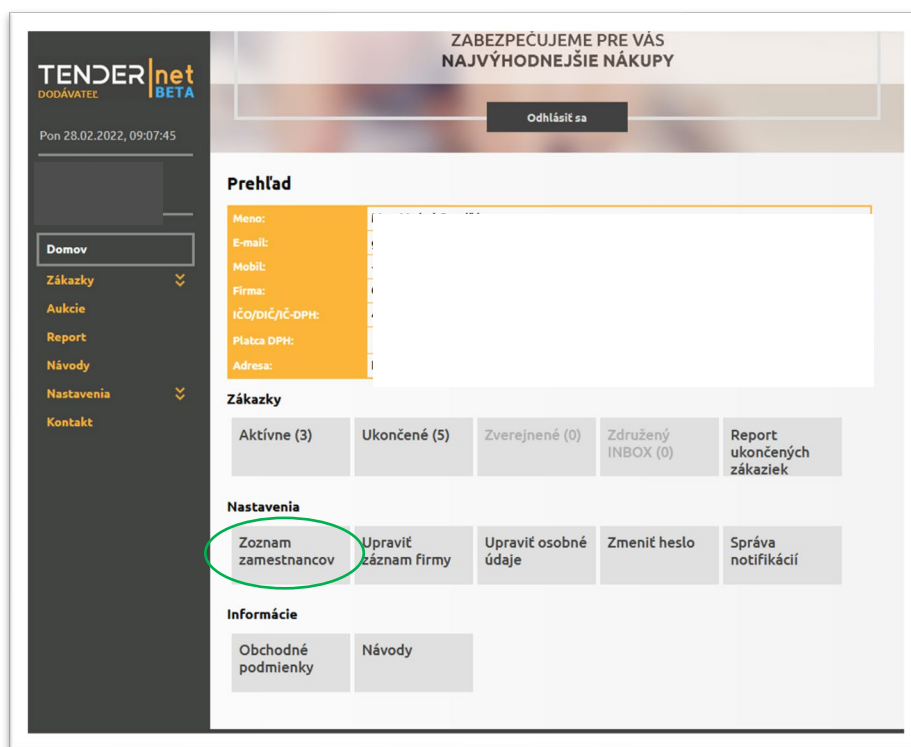 ZABEZPEČUJEME PRE VÁS
NAJVÝHODNEJŠIE NÁKUPY
Odhlásiť sa
TENDERnet
DODÁVATEĽ BETA
Pon 28.02.2022, 09:07:45
Domov
Zákazky
Aukcie
Report
Návody
Nastavenia
Kontakt
Prehľad
Meno:
E-mail:
Mobil:
Firma:
IČO/DIČ/IČ-DPH:
Platca DPH:
Adresa:
Zákazky
Aktívne (3)
Ukončené (5)
Zverejnené (0)
Združený
INBOX (0)
Report
ukončených
zákaziek
Nastavenia
Zoznam
zamestnancov
Upraviť
záznam firmy
Upraviť osobné
údaje
Zmeniť heslo
Správa
notifikácií
Informácie
Obchodné
podmienky
Návody